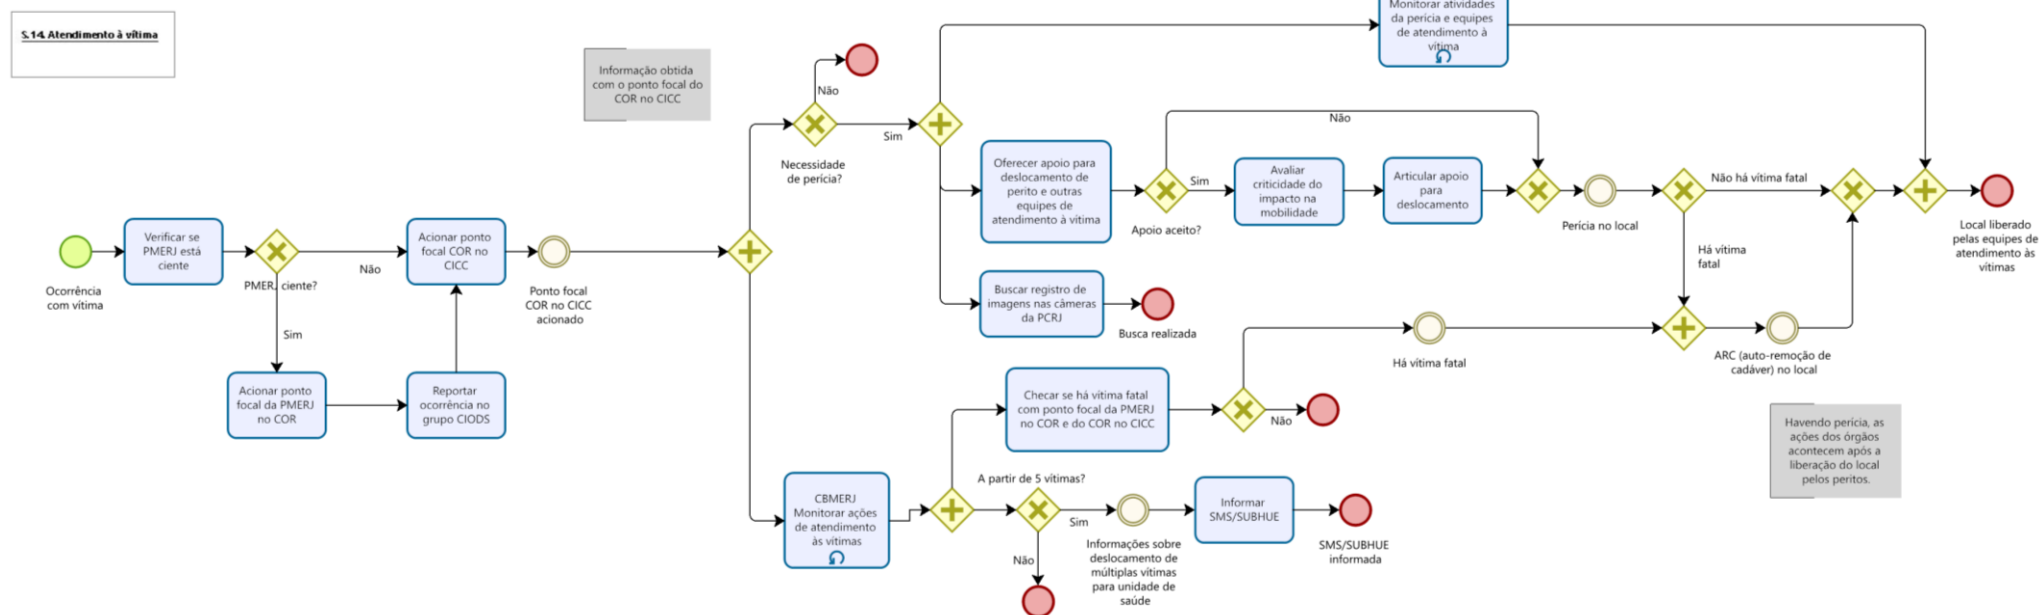 S.14. Atendimento à vítima
Informação obtida
com o ponto focal do
COR no CICC
Monitorar atividades
da perícia e equipes
de atendimento à
vítima
Não
Necessidade
de perícia?
Sim
Ocorrência
com vítima
Verificar se
PMERJ está
ciente
PMERJ ciente?
Não
Sim
Acionar ponto
focal da PMERJ
no COR
Reportar
ocorrência no
grupo CIODS
Acionar ponto
focal COR no
CICC
Ponto focal
COR no CICC
acionado
Oferecer apoio para
deslocamento de
perito e outras
equipes de
atendimento à vítima
Apoio aceito?
Não
Sim
Avaliar
criticidade do
impacto na
mobilidade
Articular apoio
para
deslocamento
Perícia no local
Não há vítima fatal
Há vítima
fatal
Local liberado
pelas equipes de
atendimento às
vítimas
Buscar registro de
imagens nas câmeras
da PCRJ
Busca realizada
Há vítima fatal
ARC (auto-remoção de
cadáver) no local
Checar se há vítima fatal
com ponto focal da PMERJ
no COR e do COR no CICC
Não
Havendo perícia, as
ações dos órgãos
acontecem após a
liberação do local
pelos peritos.
CBMERJ
Monitorar ações
de atendimento
às vítimas
A partir de 5 vítimas?
Sim
Não
Informações sobre
deslocamento de
múltiplas vítimas
para unidade de
saúde
Informar
SMS/SUBHUE
SMS/SUBHUE
informada